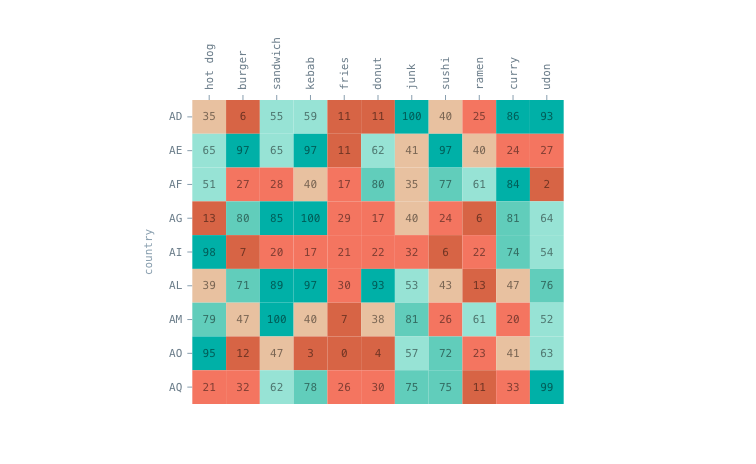 hot dog burger sandwich kebab fries donut junk sushi ramen curry udon
country
AD 35 6 55 59 11 11 100 40 25 86 93
AE 65 97 65 97 11 62 41 97 40 24 27
AF 51 27 28 40 17 80 35 77 61 84 2
AG 13 80 85 100 29 17 40 24 6 81 64
AI 98 7 20 17 21 22 32 6 22 74 54
AL 39 71 89 97 30 93 53 43 13 47 76
AM 79 47 100 40 7 38 81 26 61 20 52
AO 95 12 47 3 0 4 57 72 23 41 63
AQ 21 32 62 78 26 30 75 75 11 33 99